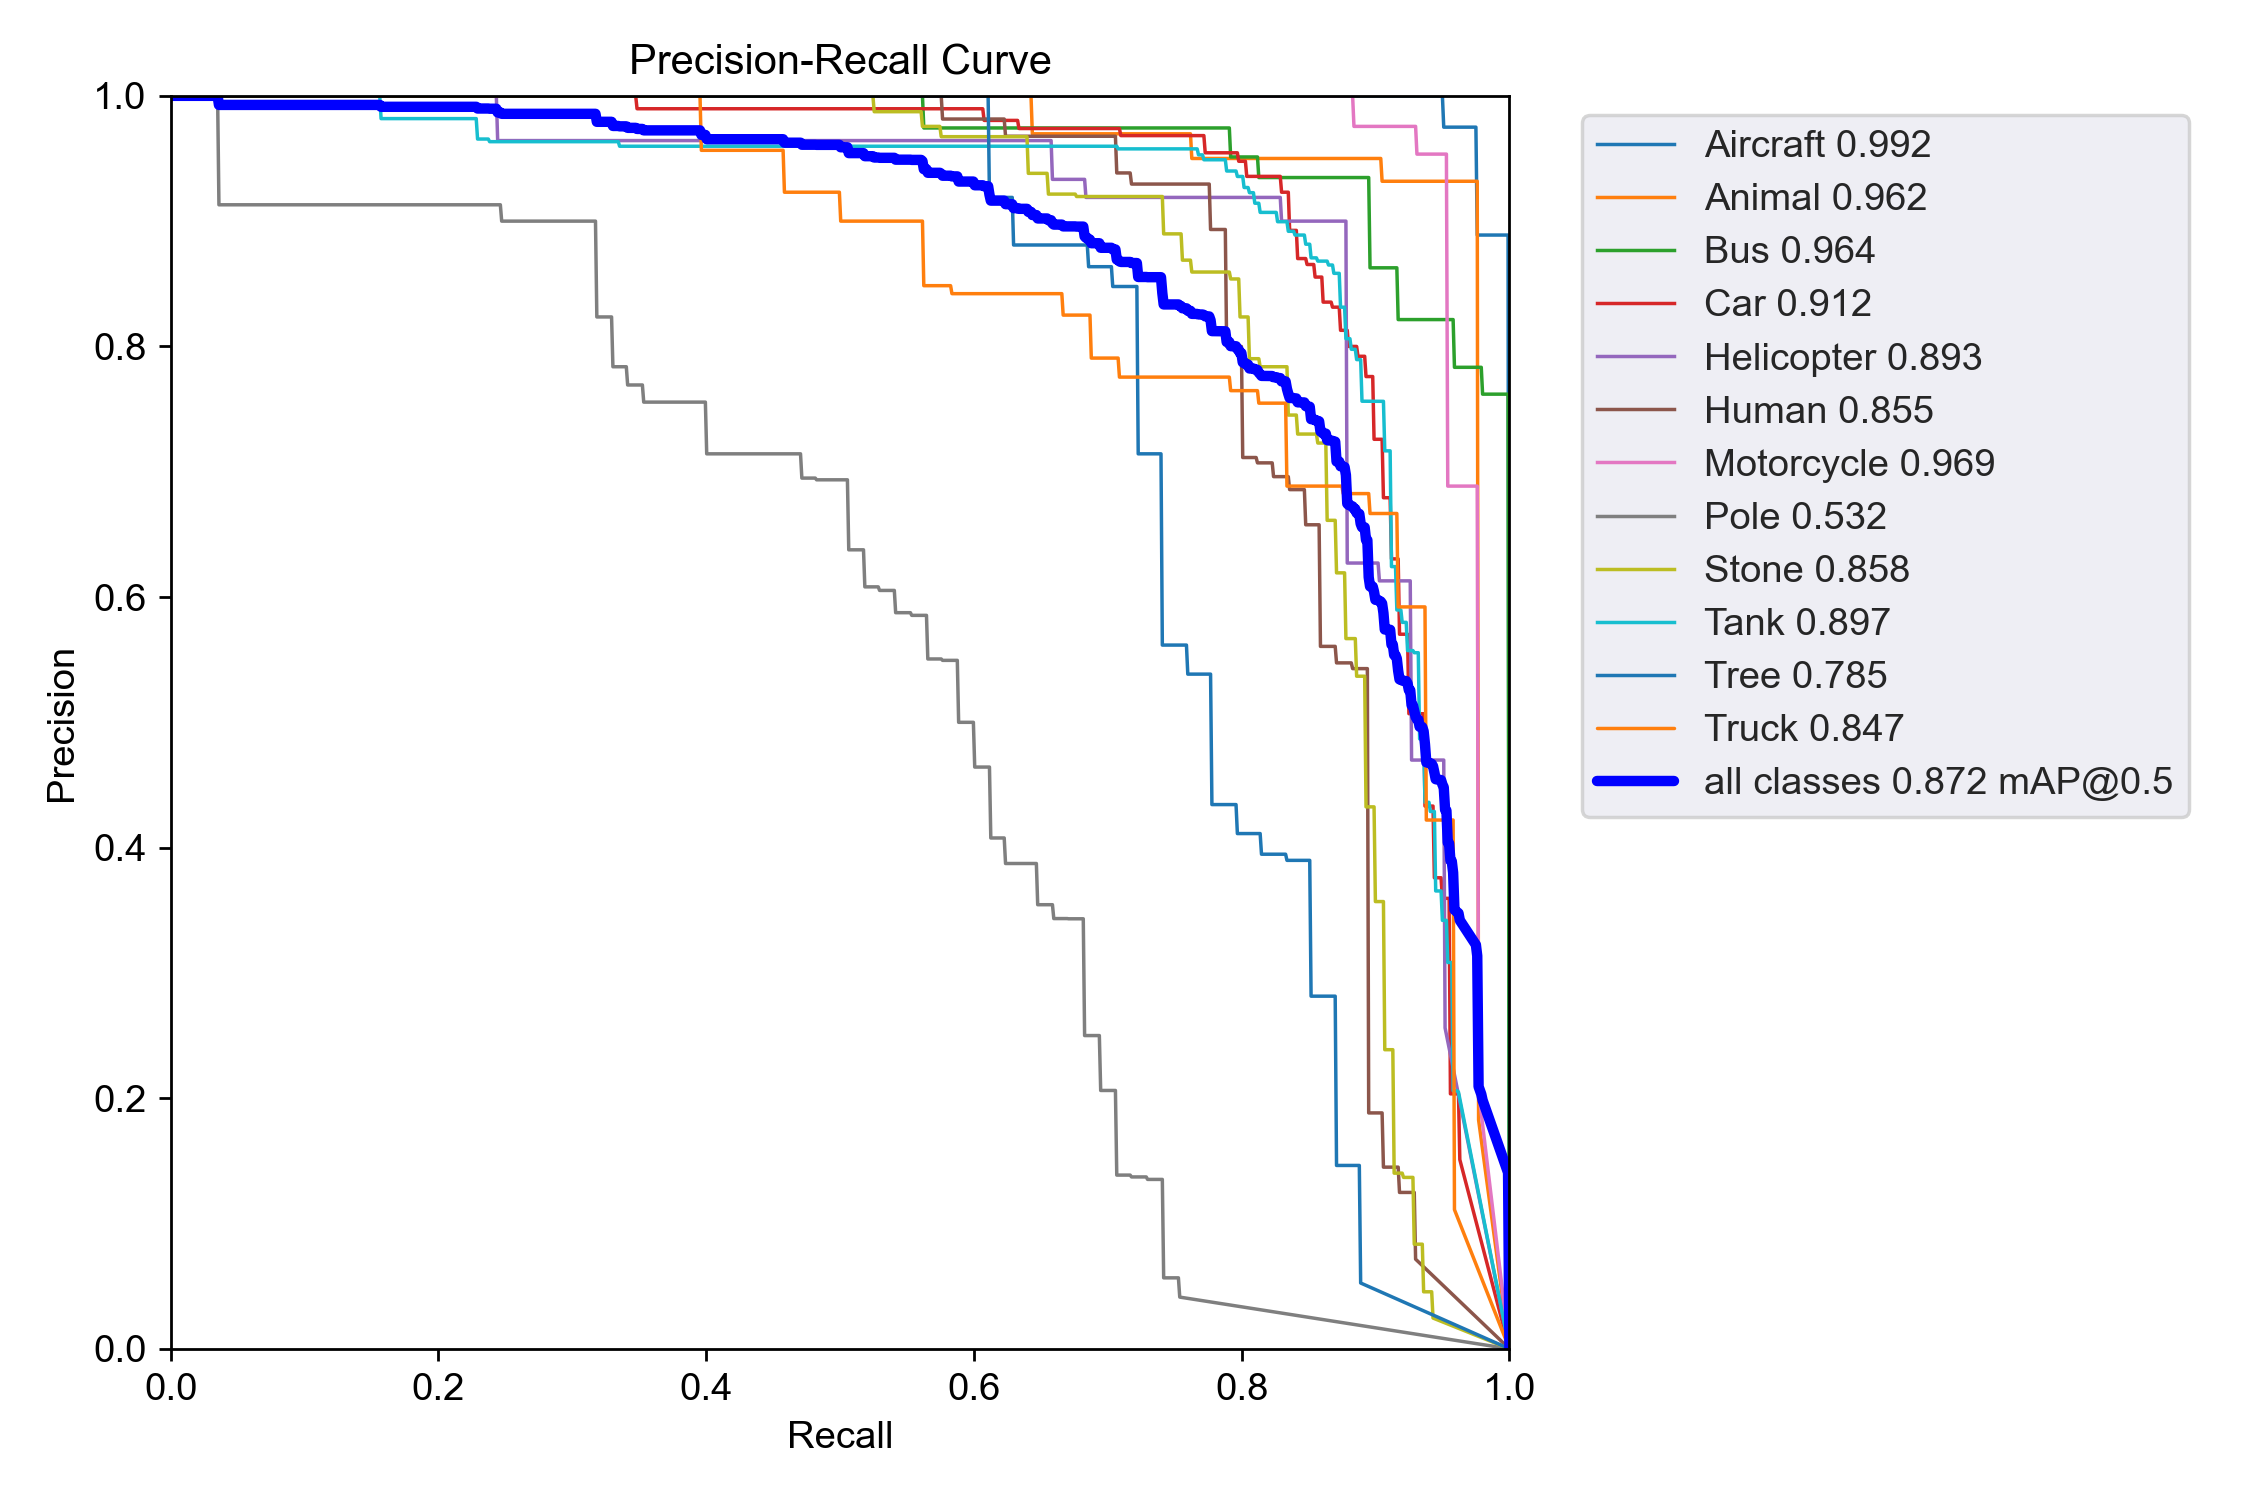 Precision-Recall Curve
1.0
0.8
0.6
0.4
0.2
0.0
Precision
0.0 0.2 0.4 0.6 0.8 1.0
Recall
Aircraft 0.992
Animal 0.962
Bus 0.964
Car 0.912
Helicopter 0.893
Human 0.855
Motorcycle 0.969
Pole 0.532
Stone 0.858
Tank 0.897
Tree 0.785
Truck 0.847
all classes 0.872 mAP@0.5